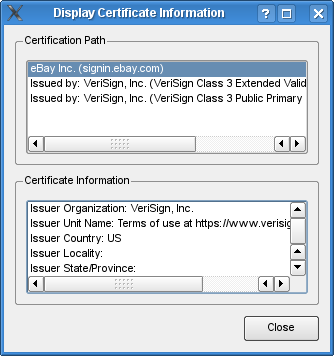 Display Certificate Information
Certification Path
eBay Inc. (signin.ebay.com)
Issued by: VeriSign, Inc. (VeriSign Class 3 Extended Valid
Issued by: VeriSign, Inc. (VeriSign Class 3 Public Primary
Certificate Information
Issuer Organization: VeriSign, Inc.
Issuer Unit Name: Terms of use at https://www.verisig
Issuer Country: US
Issuer Locality:
Issuer State/Province:
Close